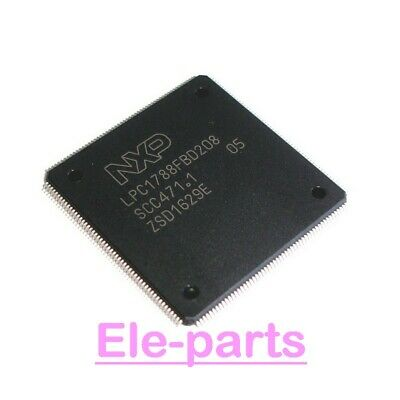 NXP
LPC1788FBD208
SCC471.1 05
ZSD1629E
Ele-parts